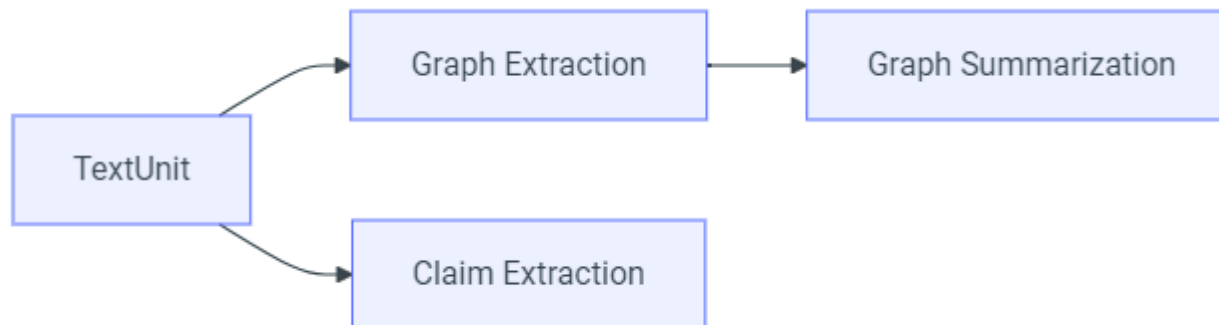 Graph Extraction
Graph Summarization
TextUnit
Claim Extraction